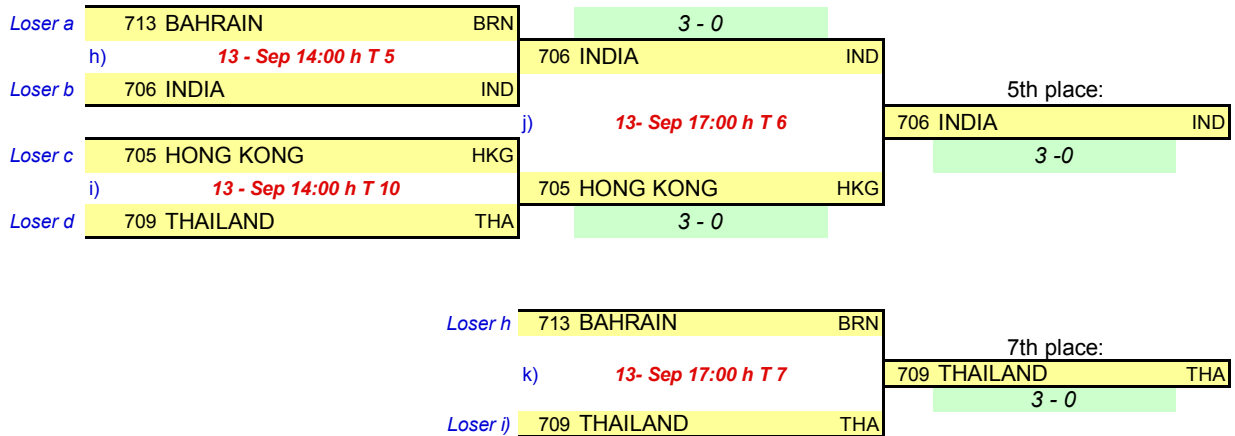 Loser a 713 BAHRAIN BRN 3 - 0
h) 13 - Sep 14:00 h T 5 706 INDIA IND
Loser b 706 INDIA IND 5th place:
j) 13- Sep 17:00 h T 6 706 INDIA IND
Loser c 705 HONG KONG HKG 3 -0
i) 13 - Sep 14:00 h T 10 705 HONG KONG HKG
Loser d 709 THAILAND THA 3 - 0
Loser h 713 BAHRAIN BRN
7th place:
k) 13- Sep 17:00 h T 7 709 THAILAND THA
3 - 0
Loser i) 709 THAILAND THA